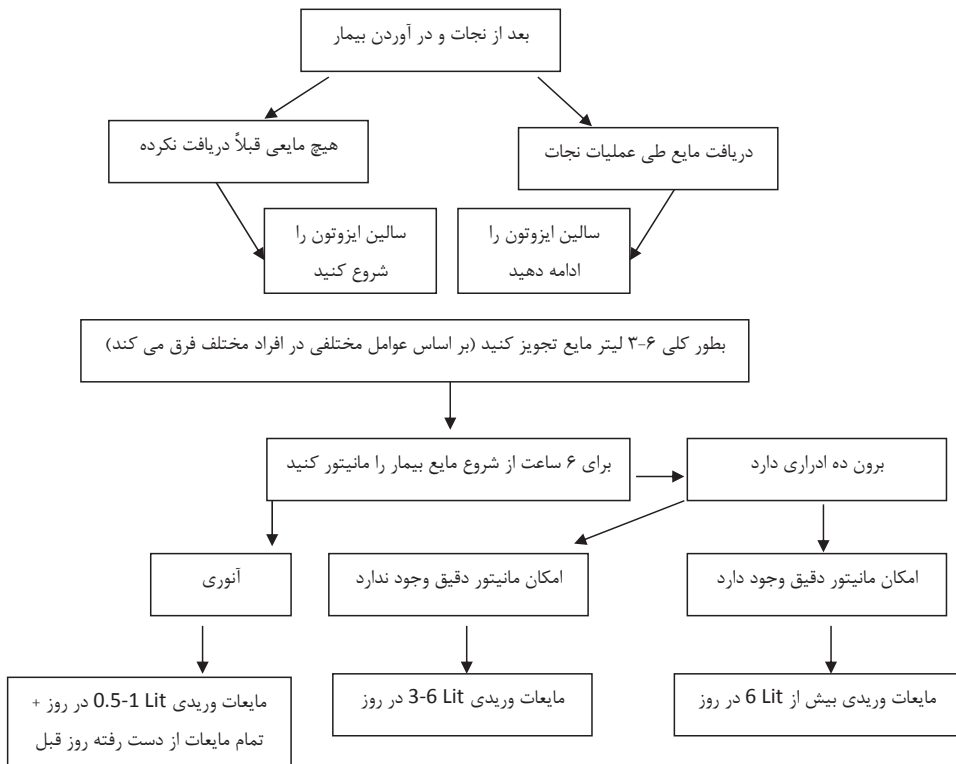 بعد از نجات و در آوردن بیمار
دریافت مایع طی عملیات نجات
هیچ مایعی قبلاً دریافت نکرده
سالین ایزوتون را
ادامه دهید
سالین ایزوتون را
شروع کنید
بطور کلی ۶-۳ لیتر مایع تجویز کنید (بر اساس عوامل مختلفی در افراد مختلف فرق می کند)
برون ده ادراری دارد
برای ۶ ساعت از شروع مایع بیمار را مانیتور کنید
امکان مانیتور دقیق وجود دارد
امکان مانیتور دقیق وجود ندارد
آنوری
مایعات وریدی بیش از 6 Lit در روز
مایعات وریدی 3-6 Lit در روز
مایعات وریدی 0.5-1 Lit در روز +
تمام مایعات از دست رفته روز قبل